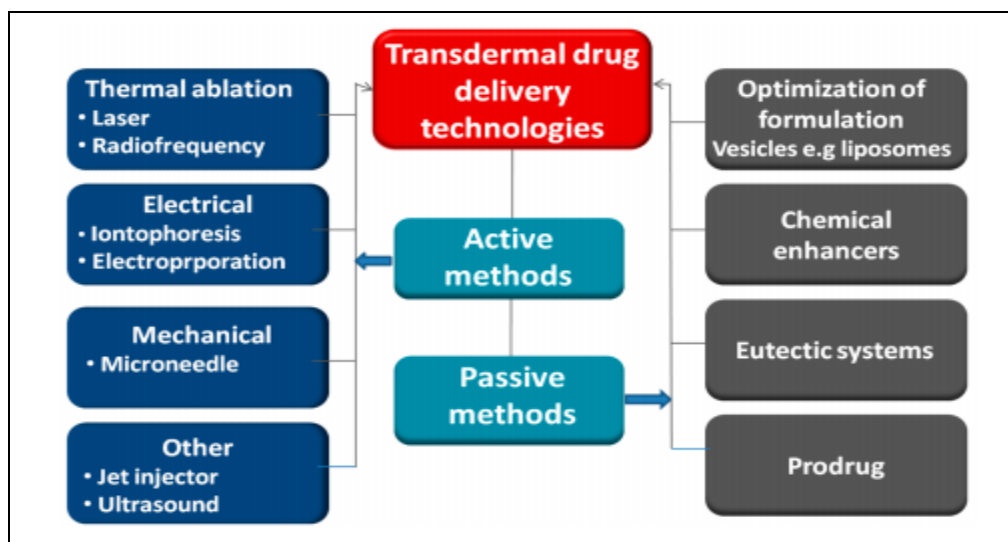 Transdermal drug
delivery
technologies
Thermal ablation
• Laser
• Radiofrequency
Electrical
• Iontophoresis
• Electroprporation
Mechanical
• Microneedle
Other
• Jet injector
• Ultrasound
Active
methods
Passive
methods
Optimization of
formulation
Vesicles e.g liposomes
Chemical
enhancers
Eutectic systems
Prodrug